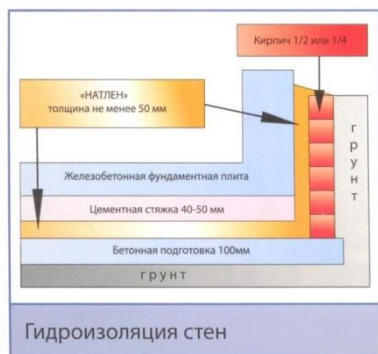 Кирпич 1/2 или 1/4
«НАТЛЕН»
толщина не менее 50 мм
грунт
Железобетонная фундаментная плита
Цементная стяжка 40-50 мм
Бетонная подготовка 100мм
грунт
Гидроизоляция стен